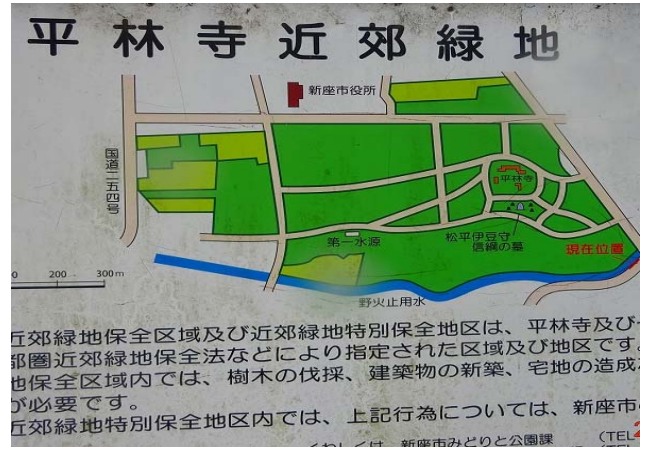 平林寺近郊緑地
新座市役所
国道二五四号
平林寺
第一水源
松平伊豆守
信綱の墓
現在位置
0 200 300m
野火止用水
近郊緑地保全区域及び近郊緑地特別保全地区は、平林寺及び
都圏近郊緑地保全法などにより指定された区域及び地区です。
地保全区域内では、樹木の伐採、建築物の新築、宅地の造成
が必要です。
近郊緑地特別保全地区内では、上記行為については、新座市
くわしくは、新座市みどりと公園課 (TEL
(TEL
2